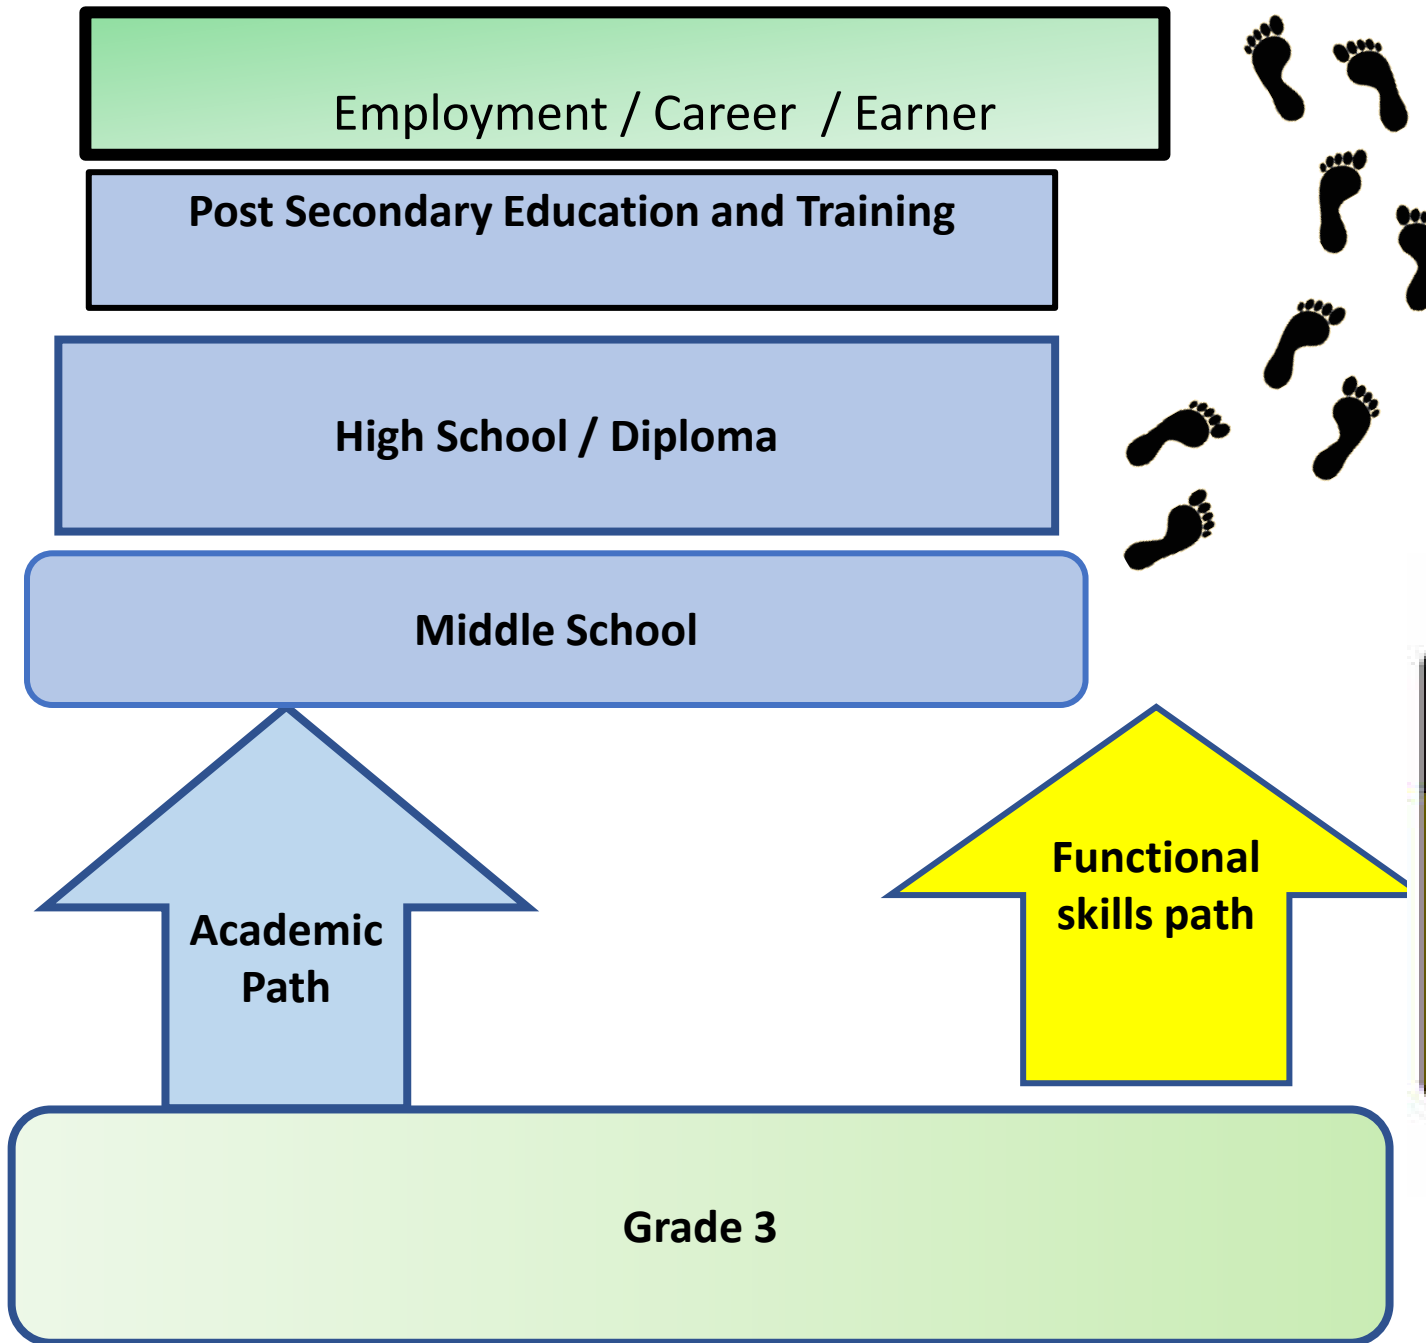 Employment / Career  / Earner
Post Secondary Education and Training
High School / Diploma
Middle School
Academic
Path
Functional
skills path
Grade 3